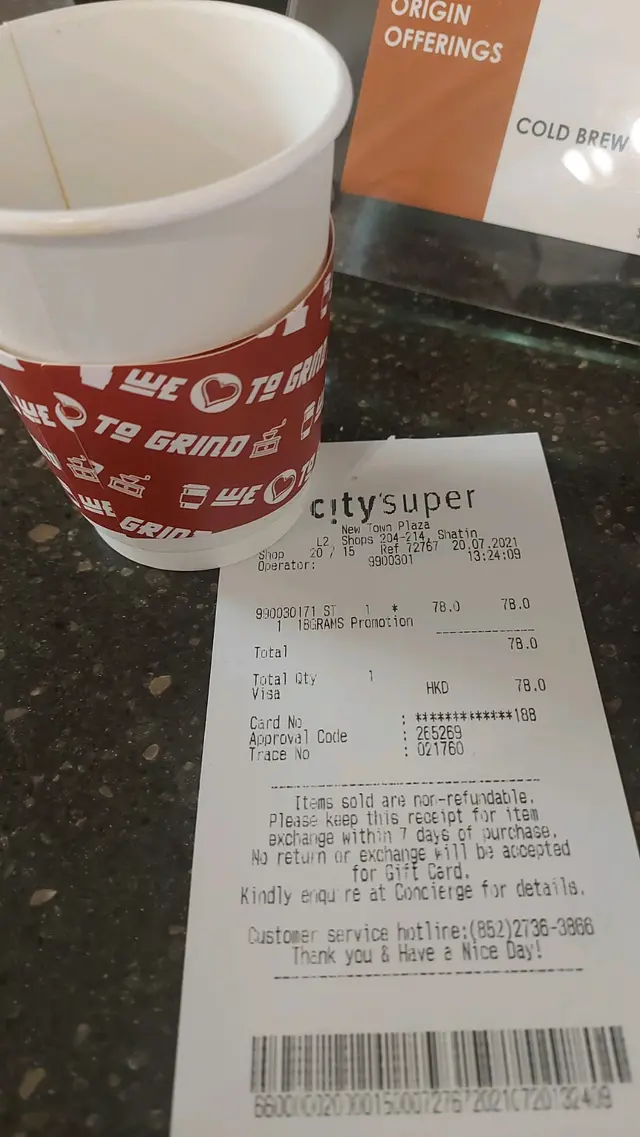 ORIGIN
OFFERINGS
COLD BREW
WE TO GRIND
WE TO GRIND
WE TO
WE
GRIND
city'super
New Town Plaza
L2, Shops 204-214, Shatin
Shop 20 / 15 Ref 72767 20.07.2021
Operator: 9900301 13:24:09
990030171 ST 1 * 78.0 78.0
1 18GRAMS Promotion
Total 78.0
Total Qty 1
Visa HKD 78.0
Card No : *************188
Approval Code : 265269
Trace No : 021760
Items sold are non-refundable.
Please keep this receipt for item
exchange within 7 days of purchase.
No return or exchange will be accepted
for Gift Card.
Kindly enquire at Concierge for details.
Customer service hotline:(852)2736-3866
Thank you & Have a Nice Day!